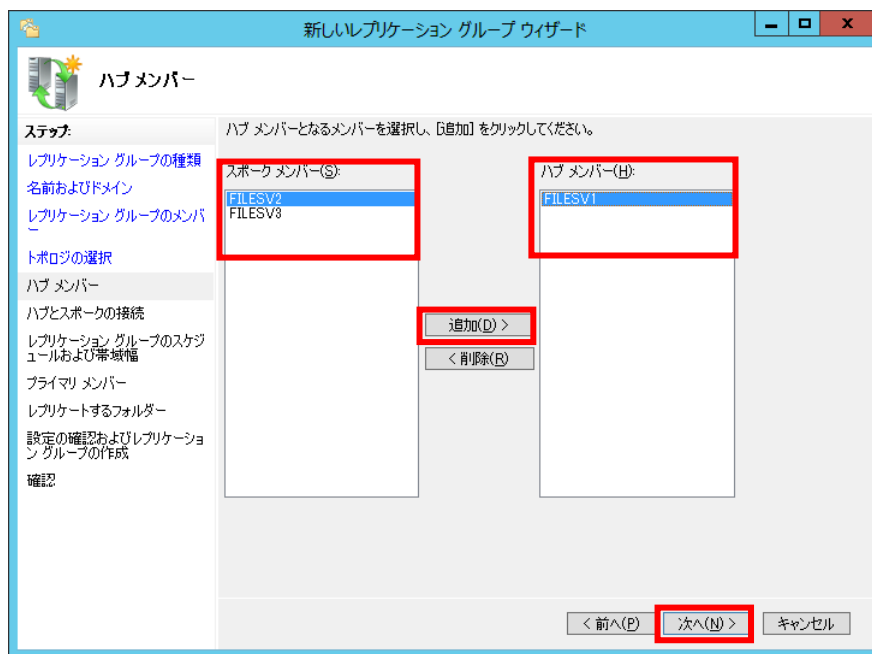 新しいレプリケーション グループ ウィザード
ハブ メンバー
ステップ:
レプリケーション グループの種類
名前およびドメイン
レプリケーション グループのメンバ
ー
トポロジの選択
ハブ メンバー
ハブとスポークの接続
レプリケーション グループのスケジ
ュールおよび帯域幅
プライマリ メンバー
レプリケートするフォルダー
設定の確認およびレプリケーショ
ン グループの作成
確認
ハブ メンバーとなるメンバーを選択し、[追加] をクリックしてください。
スポーク メンバー(S):
FILESV2
FILESV3
追加(D) >
< 削除(R)
ハブ メンバー(H):
FILESV1
< 前へ(P)
次へ(N) >
キャンセル